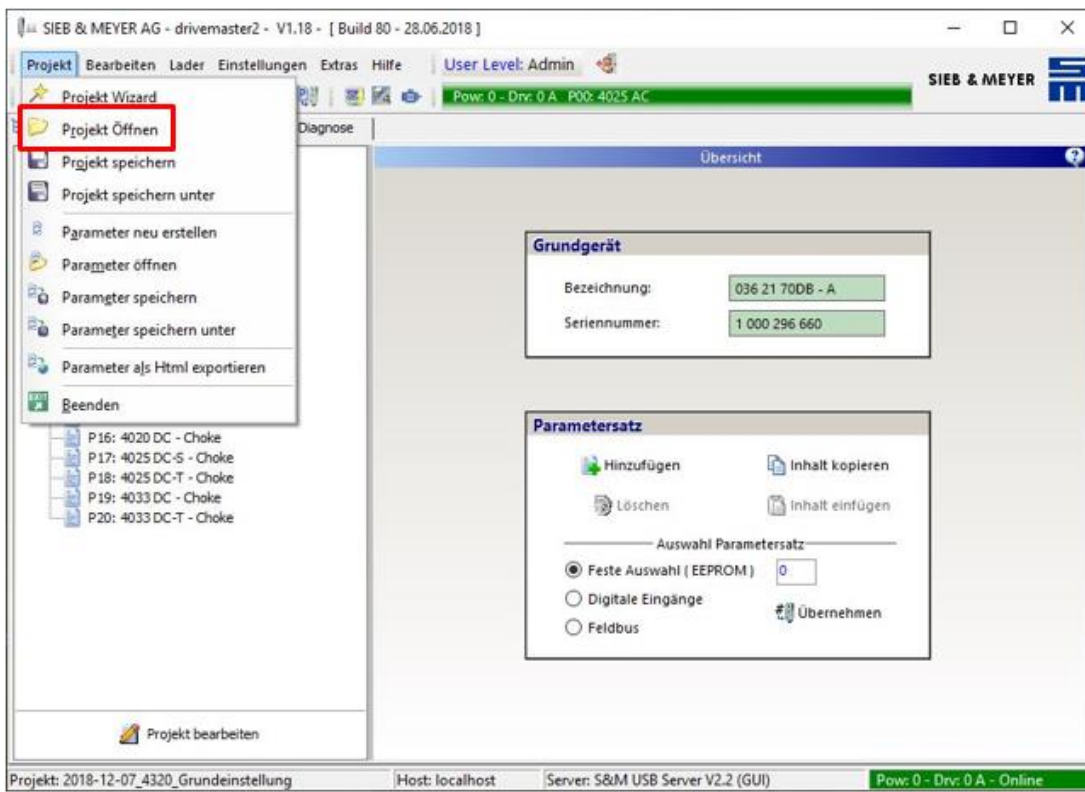 SIEB & MEYER AG - drivemaster2 - V1.18 - [ Build 80 - 28.06.2018 ]
Projekt Bearbeiten Lader Einstellungen Extras Hilfe User Level: Admin
SIEB & MEYER
Pow: 0 - Drv: 0 A P00: 4025 AC
Projekt Wizard
Projekt Öffnen
Projekt speichern
Projekt speichern unter
Parameter neu erstellen
Parameter öffnen
Parameter speichern
Parameter speichern unter
Parameter als Html exportieren
Beenden
Diagnose
P16: 4020 DC - Choke
P17: 4025 DC-S - Choke
P18: 4025 DC-T - Choke
P19: 4033 DC - Choke
P20: 4033 DC-T - Choke
Projekt bearbeiten
Übersicht
Grundgerät
Bezeichnung: 036 21 70DB - A
Seriennummer: 1 000 296 660
Parametersatz
Hinzufügen Inhalt kopieren
Löschen Inhalt einfügen
Auswahl Parametersatz
Feste Auswahl ( EEPROM ) 0
Digitale Eingänge
Übernehmen
Feldbus
Projekt: 2018-12-07_4320_Grundeinstellung Host: localhost Server: S&M USB Server V2.2 (GUI) Pow: 0 - Drv: 0 A - Online